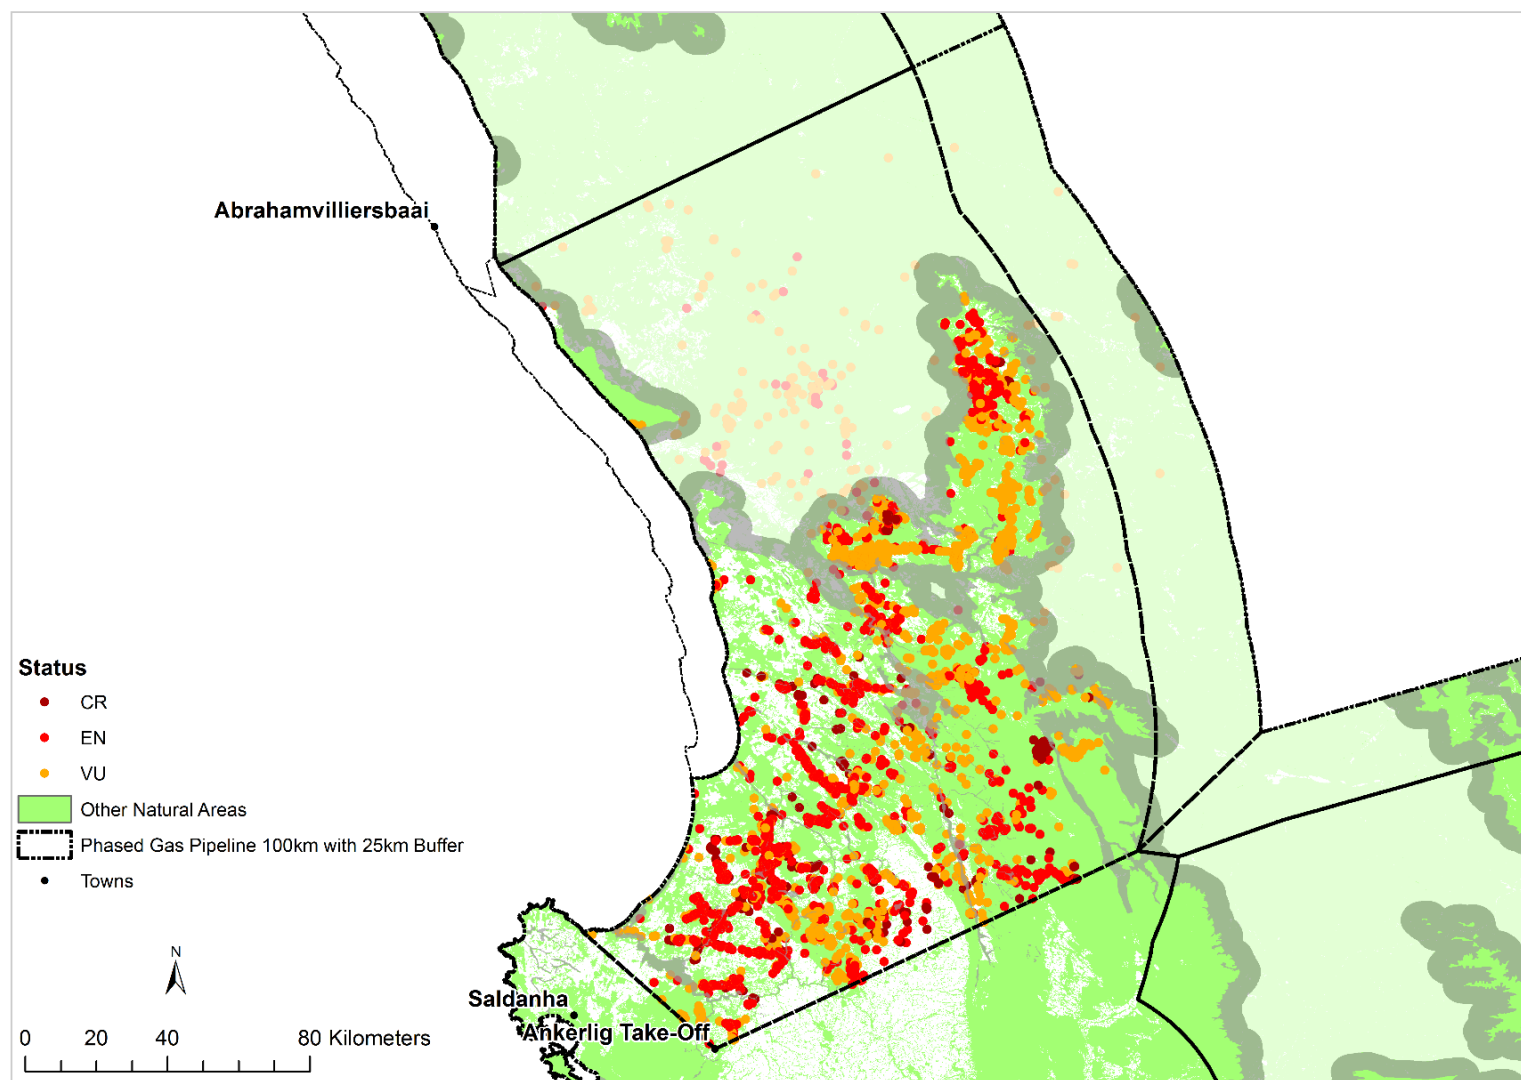 Abrahamvilliersbaai
Status
CR
EN
VU
Other Natural Areas
Phased Gas Pipeline 100km with 25km Buffer
Towns
N
Saldanha
Ankerlig Take-Off
0 20 40 80 Kilometers